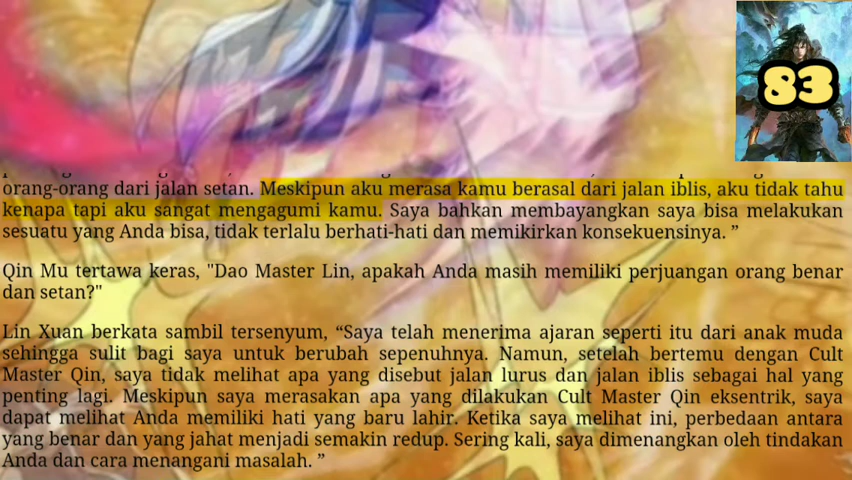 83
orang-orang dari jalan setan. Meskipun aku merasa kamu berasal dari jalan iblis, aku tidak tahu
kenapa tapi aku sangat mengagumi kamu. Saya bahkan membayangkan saya bisa melakukan
sesuatu yang Anda bisa, tidak terlalu berhati-hati dan memikirkan konsekuensinya. ”
Qin Mu tertawa keras, "Dao Master Lin, apakah Anda masih memiliki perjuangan orang benar
dan setan?"
Lin Xuan berkata sambil tersenyum, “Saya telah menerima ajaran seperti itu dari anak muda
sehingga sulit bagi saya untuk berubah sepenuhnya. Namun, setelah bertemu dengan Cult
Master Qin, saya tidak melihat apa yang disebut jalan lurus dan jalan iblis sebagai hal yang
penting lagi. Meskipun saya merasakan apa yang dilakukan Cult Master Qin eksentrik, saya
dapat melihat Anda memiliki hati yang baru lahir. Ketika saya melihat ini, perbedaan antara
yang benar dan yang jahat menjadi semakin redup. Sering kali, saya dimenangkan oleh tindakan
Anda dan cara menangani masalah. ”